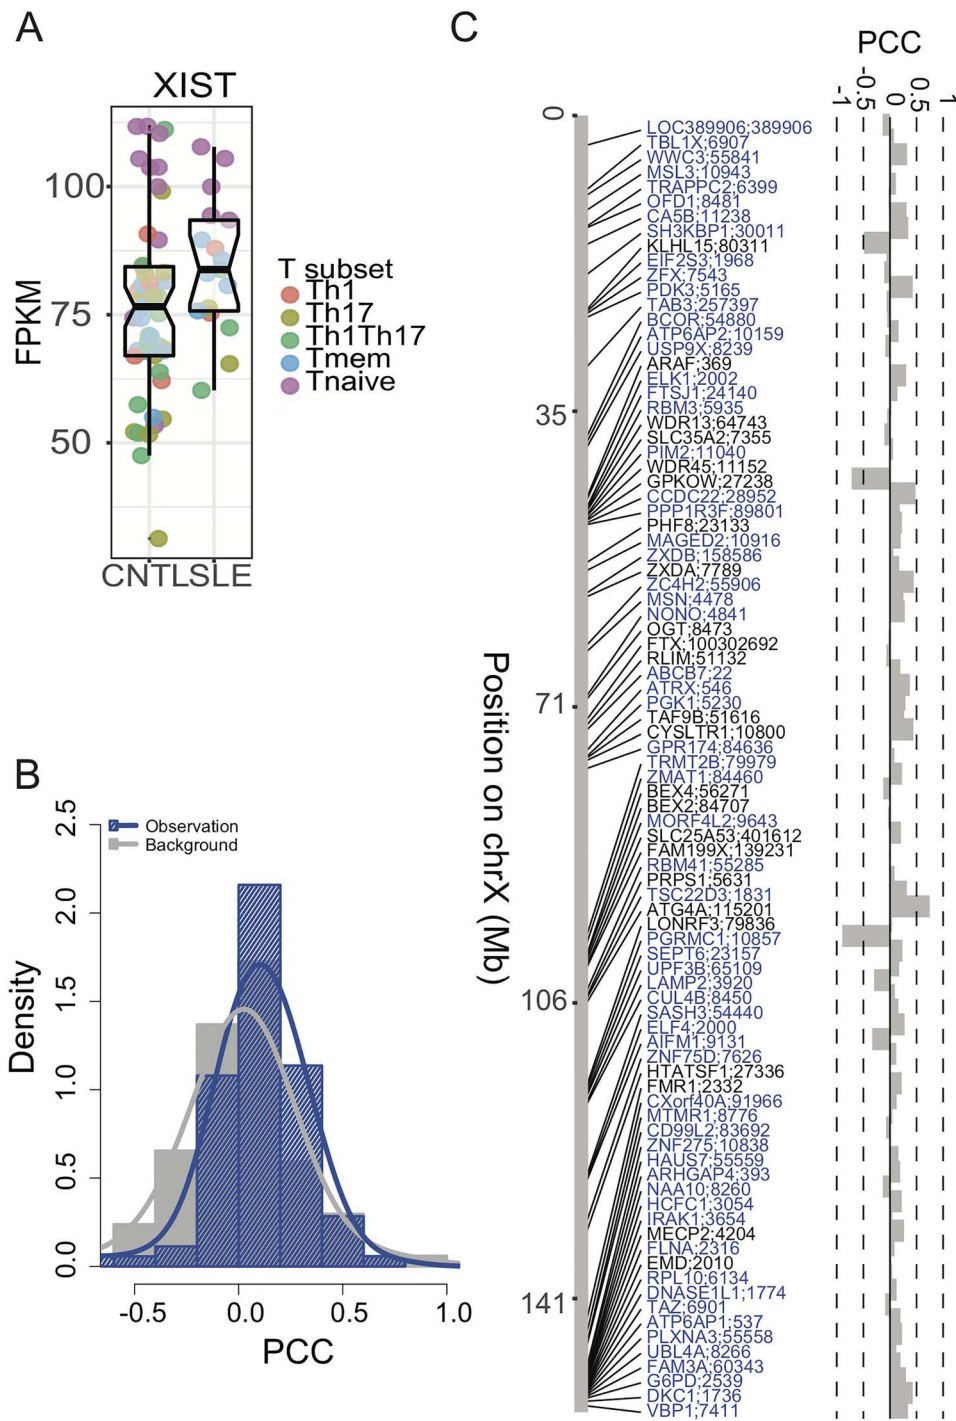 A
XIST
FPKM
100
75
50
CNTL
SLE
T subset
Th1
Th17
Th1Th17
Tmem
Tnaive
B
Observation
Background
Density
2.5
2.0
1.5
1.0
0.5
0.0
-0.5
0.0
0.5
1.0
PCC
C
PCC
-1
-0.5
0
0.5
1
Position on chrX (Mb)
0
35
71
106
141
LOC389906;389906
TBL1X;6907
WWC3;55841
MSL3;10943
TRAPPC2;6399
OFD1;8481
CA5B;11238
SH3KBP1;30011
KLHL15;80311
EIF2S3;1968
ZFX;7543
PDK3;5165
TAB3;257397
BCOR;54880
ATP6AP2;10159
USP9X;8239
ARAF;369
ELK1;2002
FTSJ1;24140
RBM3;5935
WDR13;64743
SLC35A2;7355
PIM2;11040
WDR45;11152
GPKOW;27238
CCDC22;28952
PPP1R3F;89801
PHF8;23133
MAGED2;10916
ZXDB;158586
ZXDA;7789
ZC4H2;55906
MSN;4478
NONO;4841
OGT;8473
FTX;100302692
RLIM;51132
ABCB7;22
ATRX;546
PGK1;5230
TAF9B;51616
CYSLTR1;10800
GPR174;84636
TRMT2B;79979
ZMAT1;84460
BEX4;56271
BEX2;84707
MORF4L2;9643
SLC25A53;401612
FAM199X;139231
RBM41;55285
PRPS1;5631
TSC22D3;1831
ATG4A;115201
LONRF3;79836
PGRMC1;10857
SEPT6;23157
UPF3B;65109
LAMP2;3920
CUL4B;8450
SASH3;54440
ELF4;2000
AIFM1;9131
ZNF75D;7626
HTATSF1;27336
FMR1;2332
CXorf40A;91966
MTMR1;8776
CD99L2;83692
ZNF275;10838
HAUS7;55559
ARHGAP4;393
NAA10;8260
HCFC1;3054
IRAK1;3654
MECP2;4204
FLNA;2316
EMD;2010
RPL10;6134
DNASE1L1;1774
TAZ;6901
ATP6AP1;537
PLXNA3;55558
UBL4A;8266
FAM3A;60343
G6PD;2539
DKC1;1736
VBP1;7411